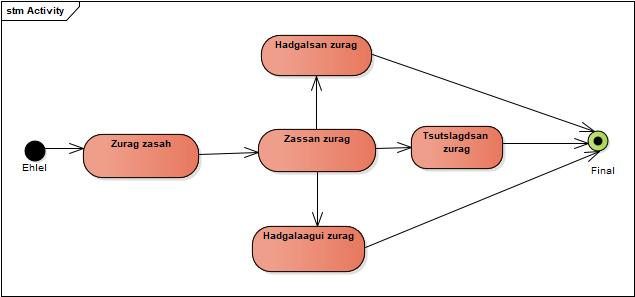 stm Activity
Hadgalsan zurag
Zurag zasah
Zassan zurag
Tsutslagdsan
zurag
Ehlel
Final
Hadgalaagui zurag